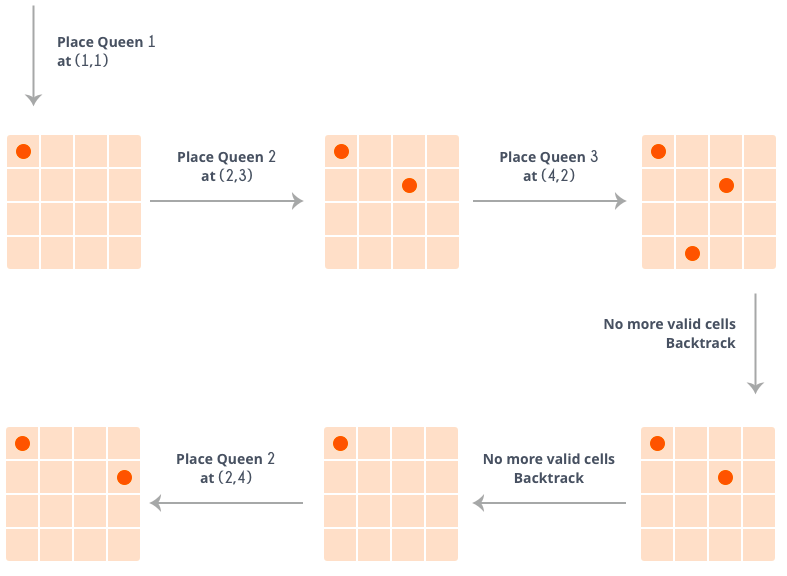 Place Queen 1
at (1,1)
Place Queen 2
at (2,3)
Place Queen 3
at (4,2)
No more valid cells
Backtrack
Place Queen 2
at (2,4)
No more valid cells
Backtrack